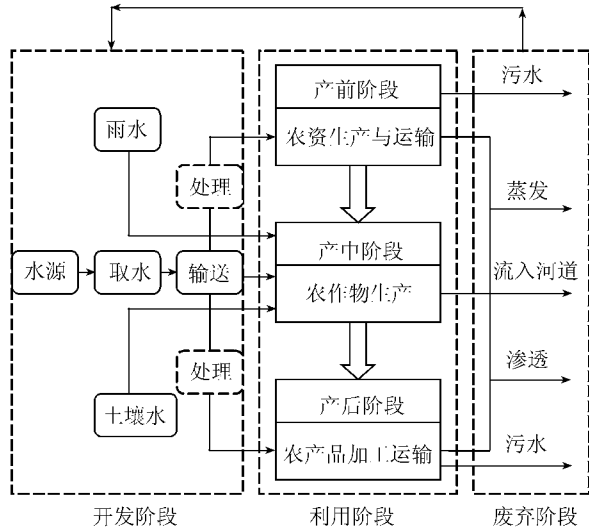 产前阶段
污水
雨水
农资生产与运输
处理
蒸发
产中阶段
水源
取水
输送
农作物生产
流入河道
处理
渗透
土壤水
产后阶段
农产品加工运输
污水
开发阶段
利用阶段
废弃阶段